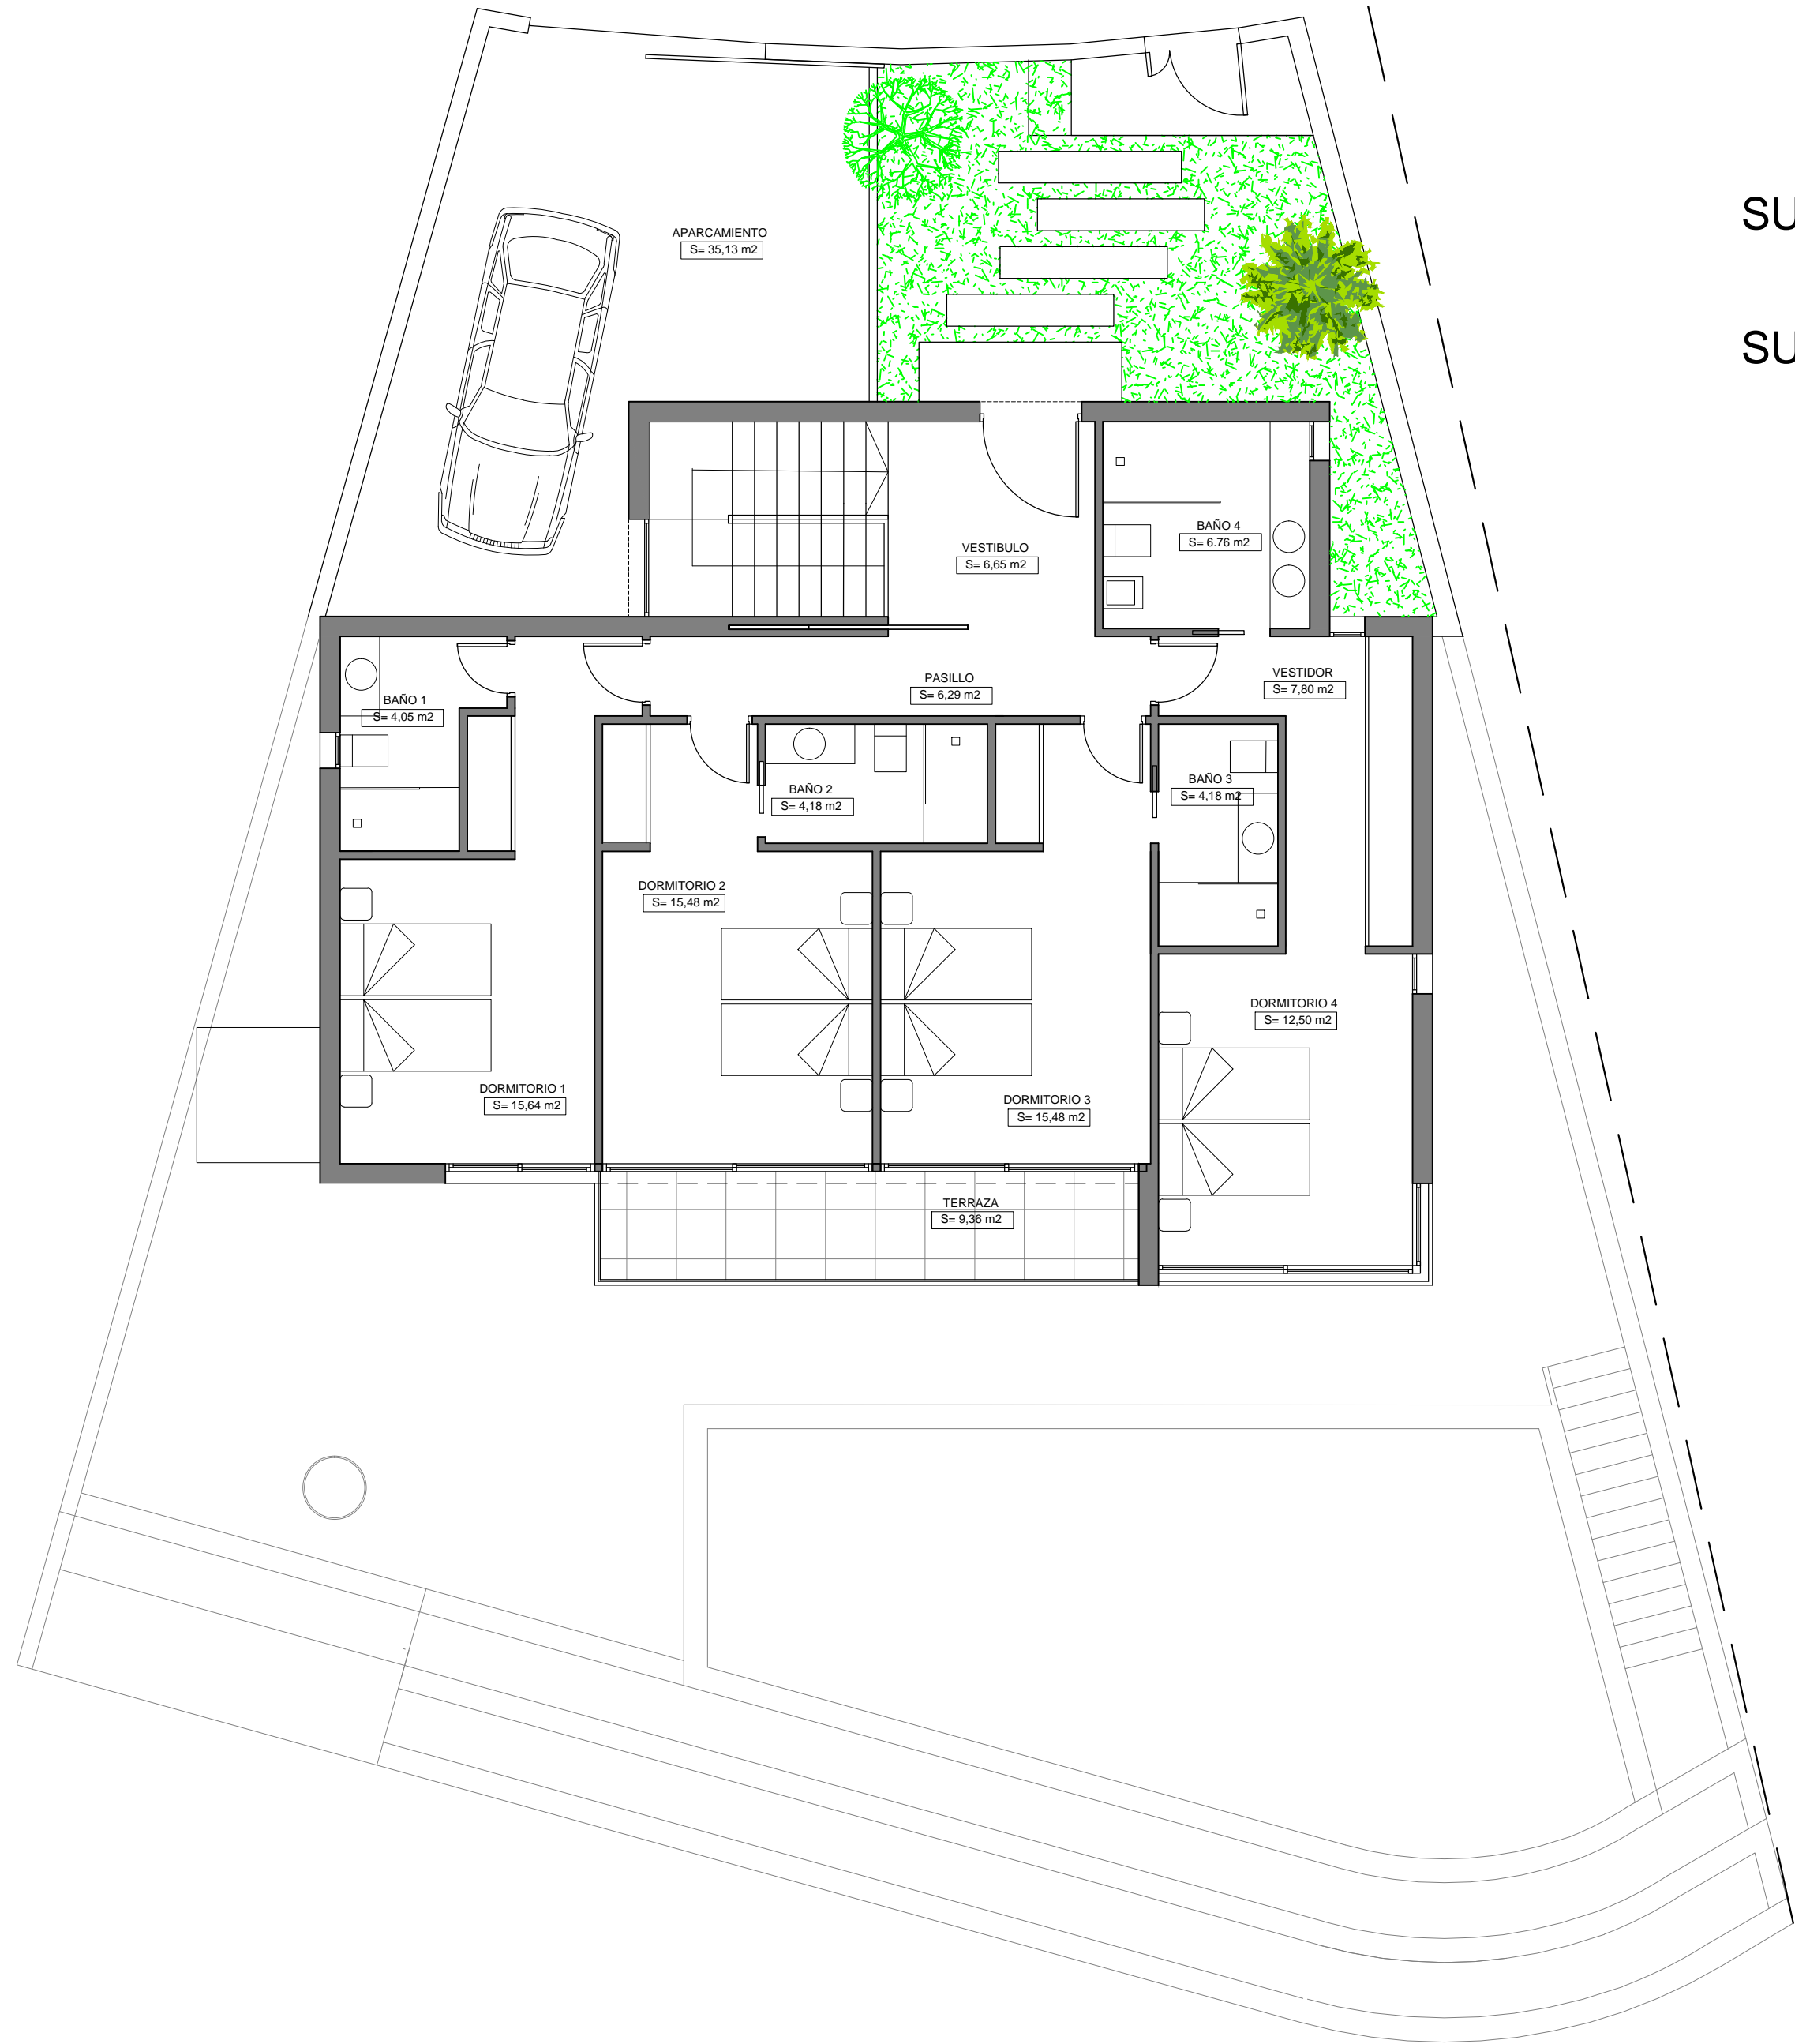 SU
APARCAMIENTO
S= 35,13 m2
SU
BAÑO 4
S= 6.76 m2
VESTIBULO
S= 6,65 m2
PASILLO
S= 6,29 m2
VESTIDOR
S= 7,80 m2
BAÑO 1
S= 4,05 m2
BAÑO 2
S= 4,18 m2
BAÑO 3
S= 4,18 m2
DORMITORIO 2
S= 15,48 m2
DORMITORIO 4
S= 12,50 m2
DORMITORIO 1
S= 15,64 m2
DORMITORIO 3
S= 15,48 m2
TERRAZA
S= 9,36 m2